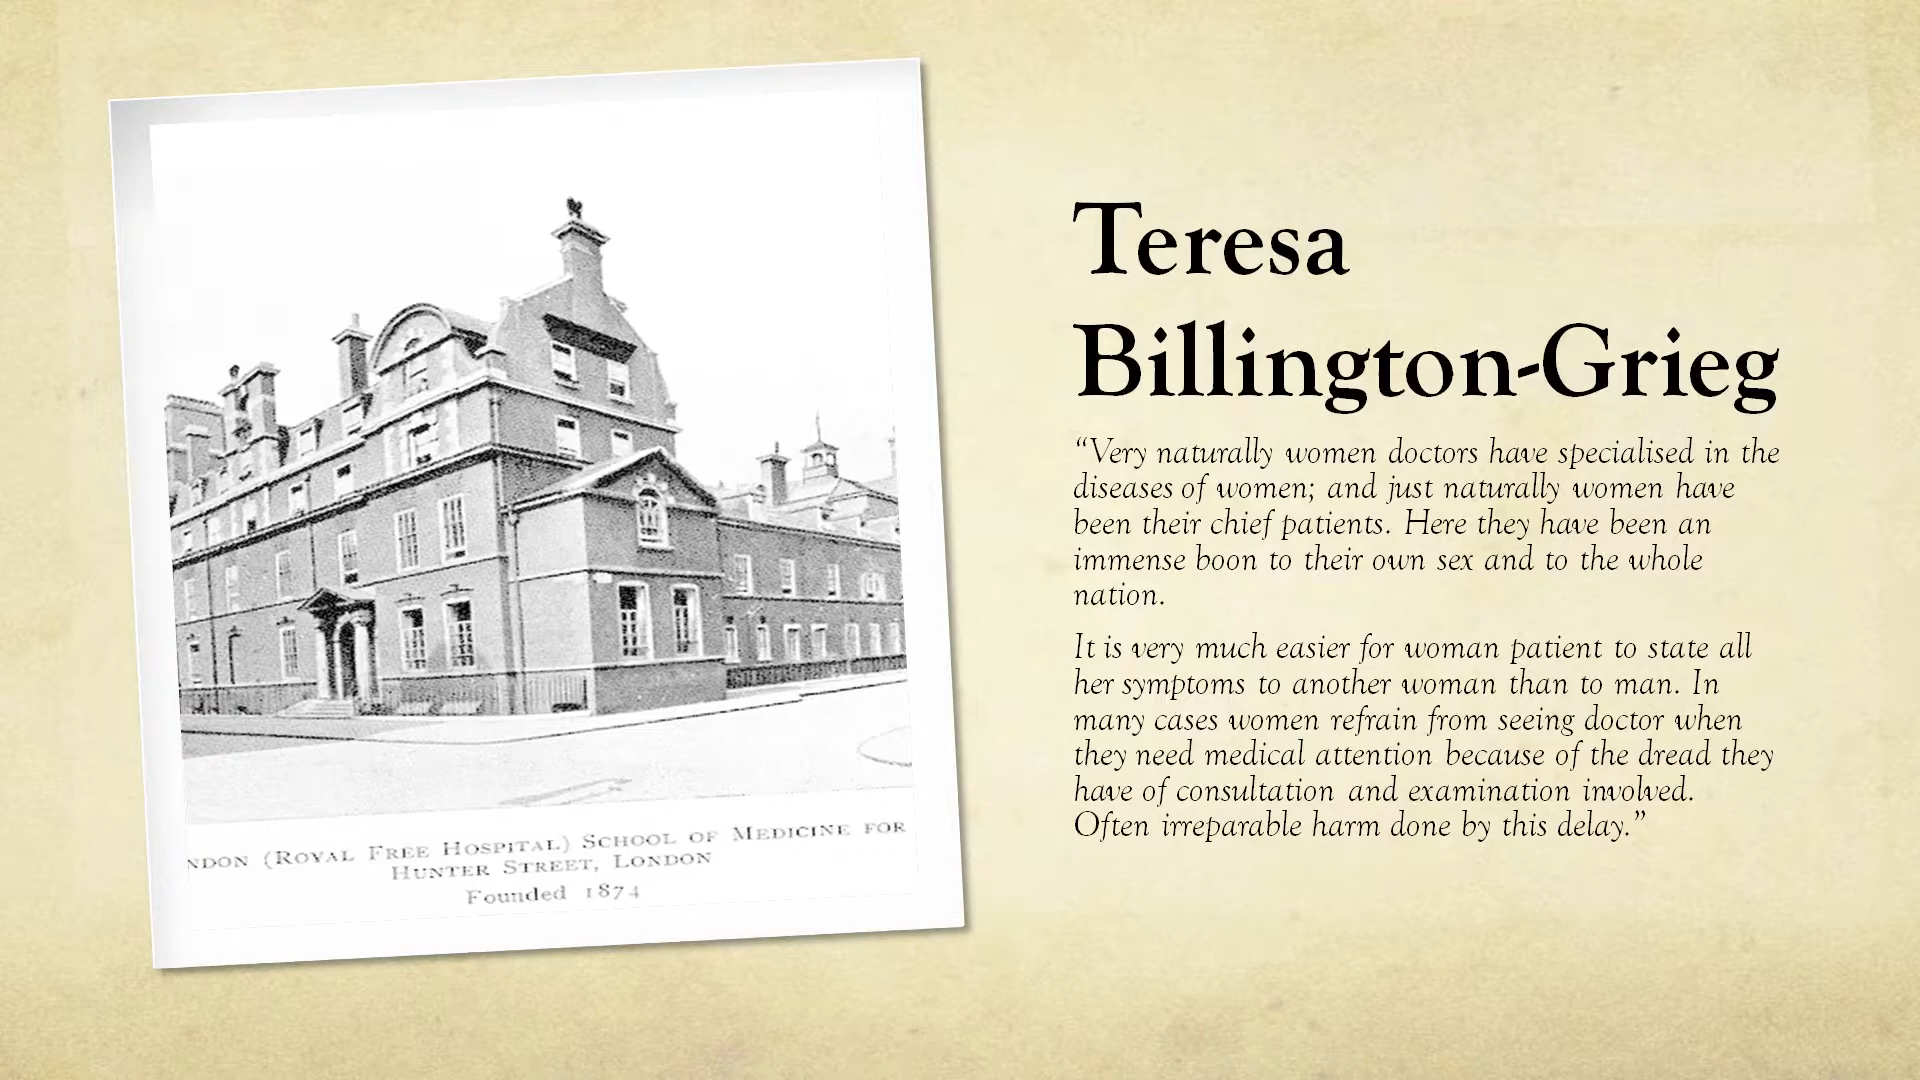 Teresa
Billington-Grieg
“Very naturally women doctors have specialised in the
diseases of women; and just naturally women have
been their chief patients. Here they have been an
immense boon to their own sex and to the whole
nation.
It is very much easier for woman patient to state all
her symptoms to another woman than to man. In
many cases women refrain from seeing doctor when
they need medical attention because of the dread they
have of consultation and examination involved.
Often irreparable harm done by this delay.”
NDON (ROYAL FREE HOSPITAL) SCHOOL OF MEDICINE FOR
HUNTER STREET, LONDON
Founded 1874